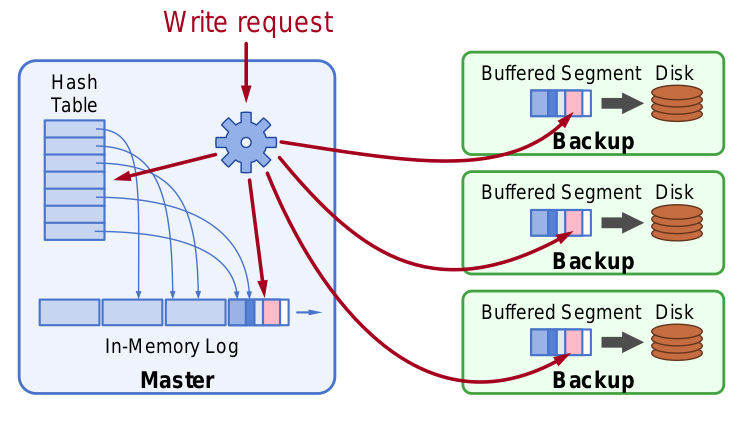 Write request
Hash
Table
In-Memory Log
Master
Buffered Segment Disk
Backup
Buffered Segment Disk
Backup
Buffered Segment Disk
Backup